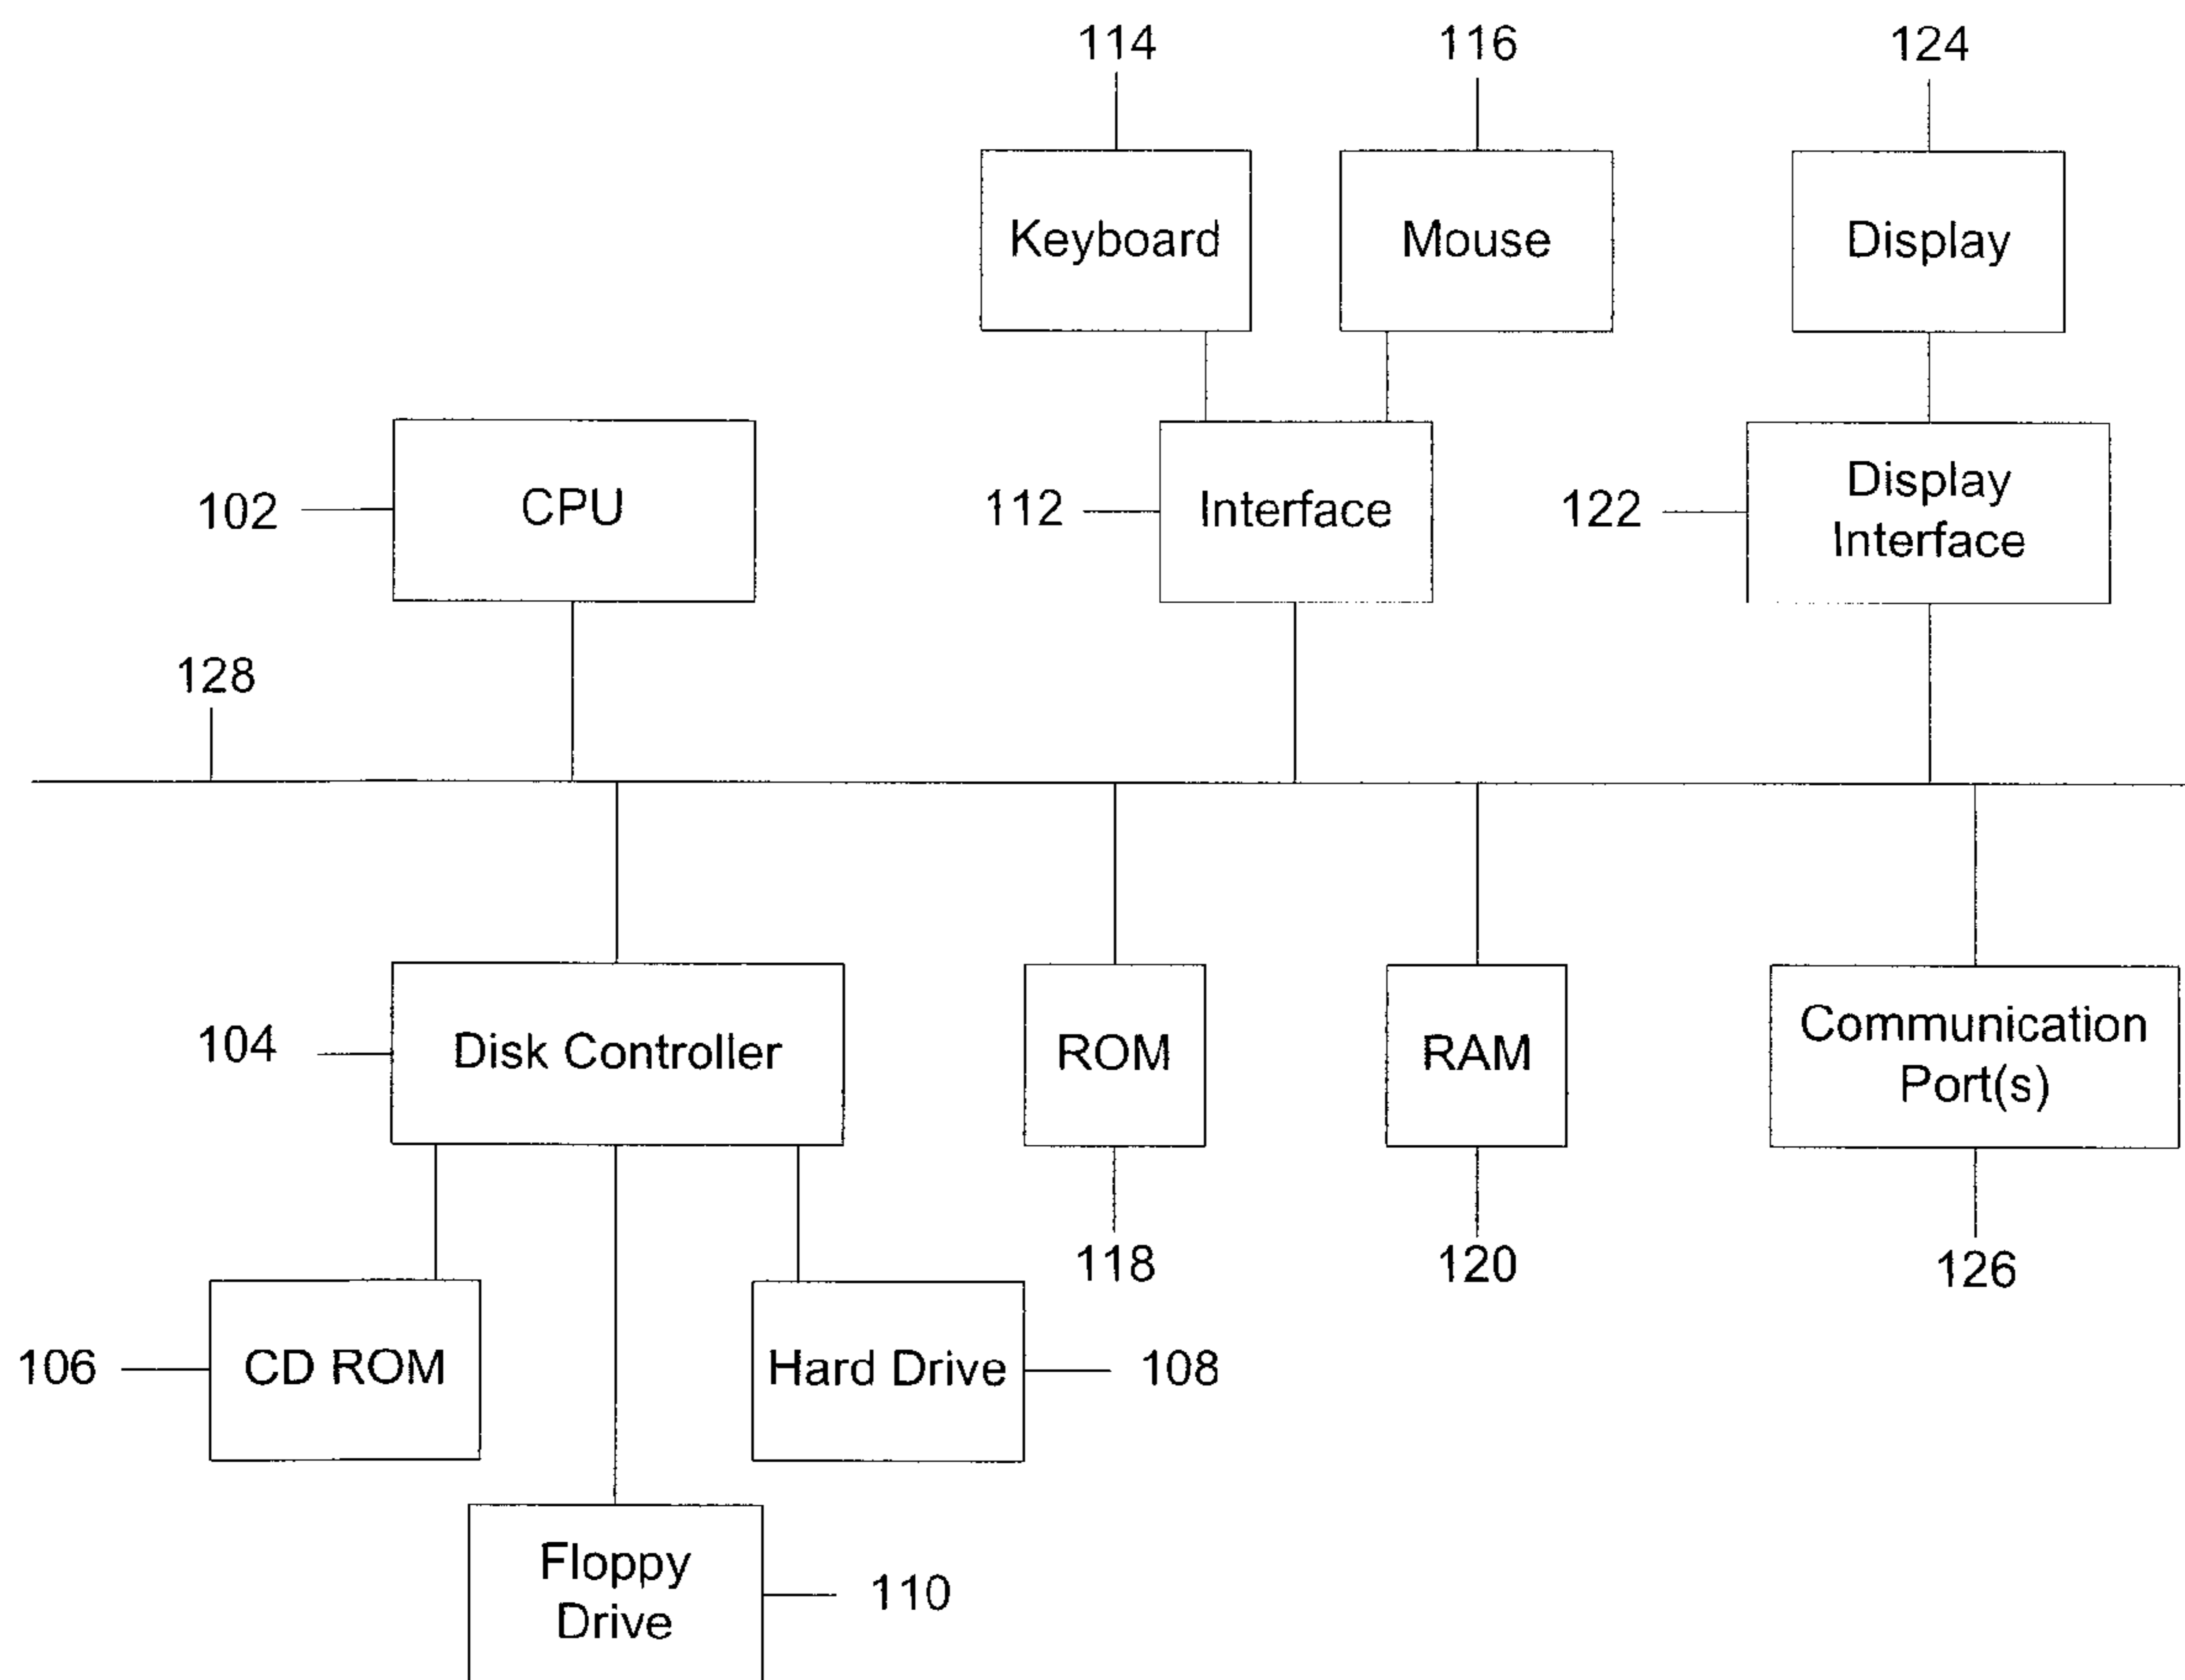 114
116
124
Keyboard
Mouse
Display
102
CPU
112
Interface
122
Display
Interface
128
104
Disk Controller
ROM
RAM
Communication
Port(s)
118
120
126
106
CD ROM
Hard Drive
108
Floppy
Drive
110